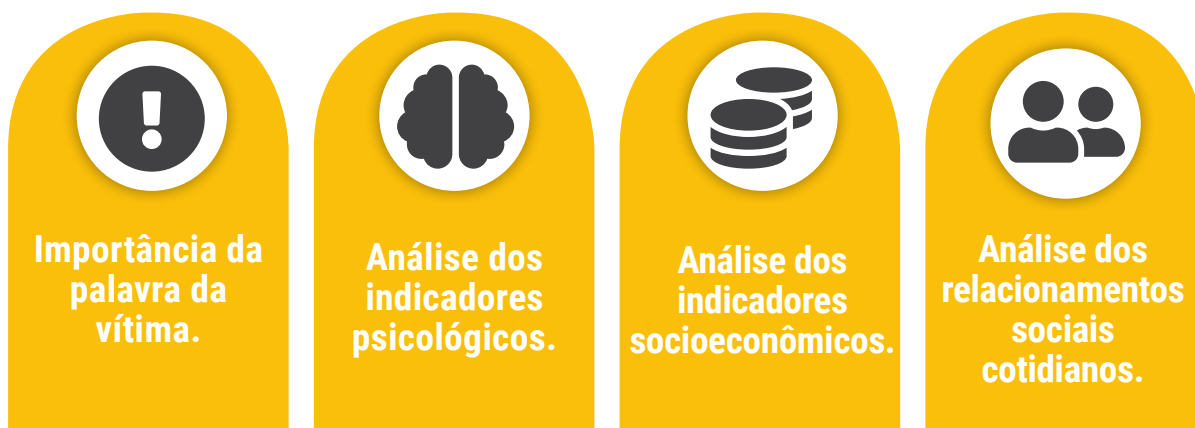 Importância da
palavra da
vítima.
Análise dos
indicadores
psicológicos.
Análise dos
indicadores
socioeconômicos.
Análise dos
relacionamentos
sociais
cotidianos.